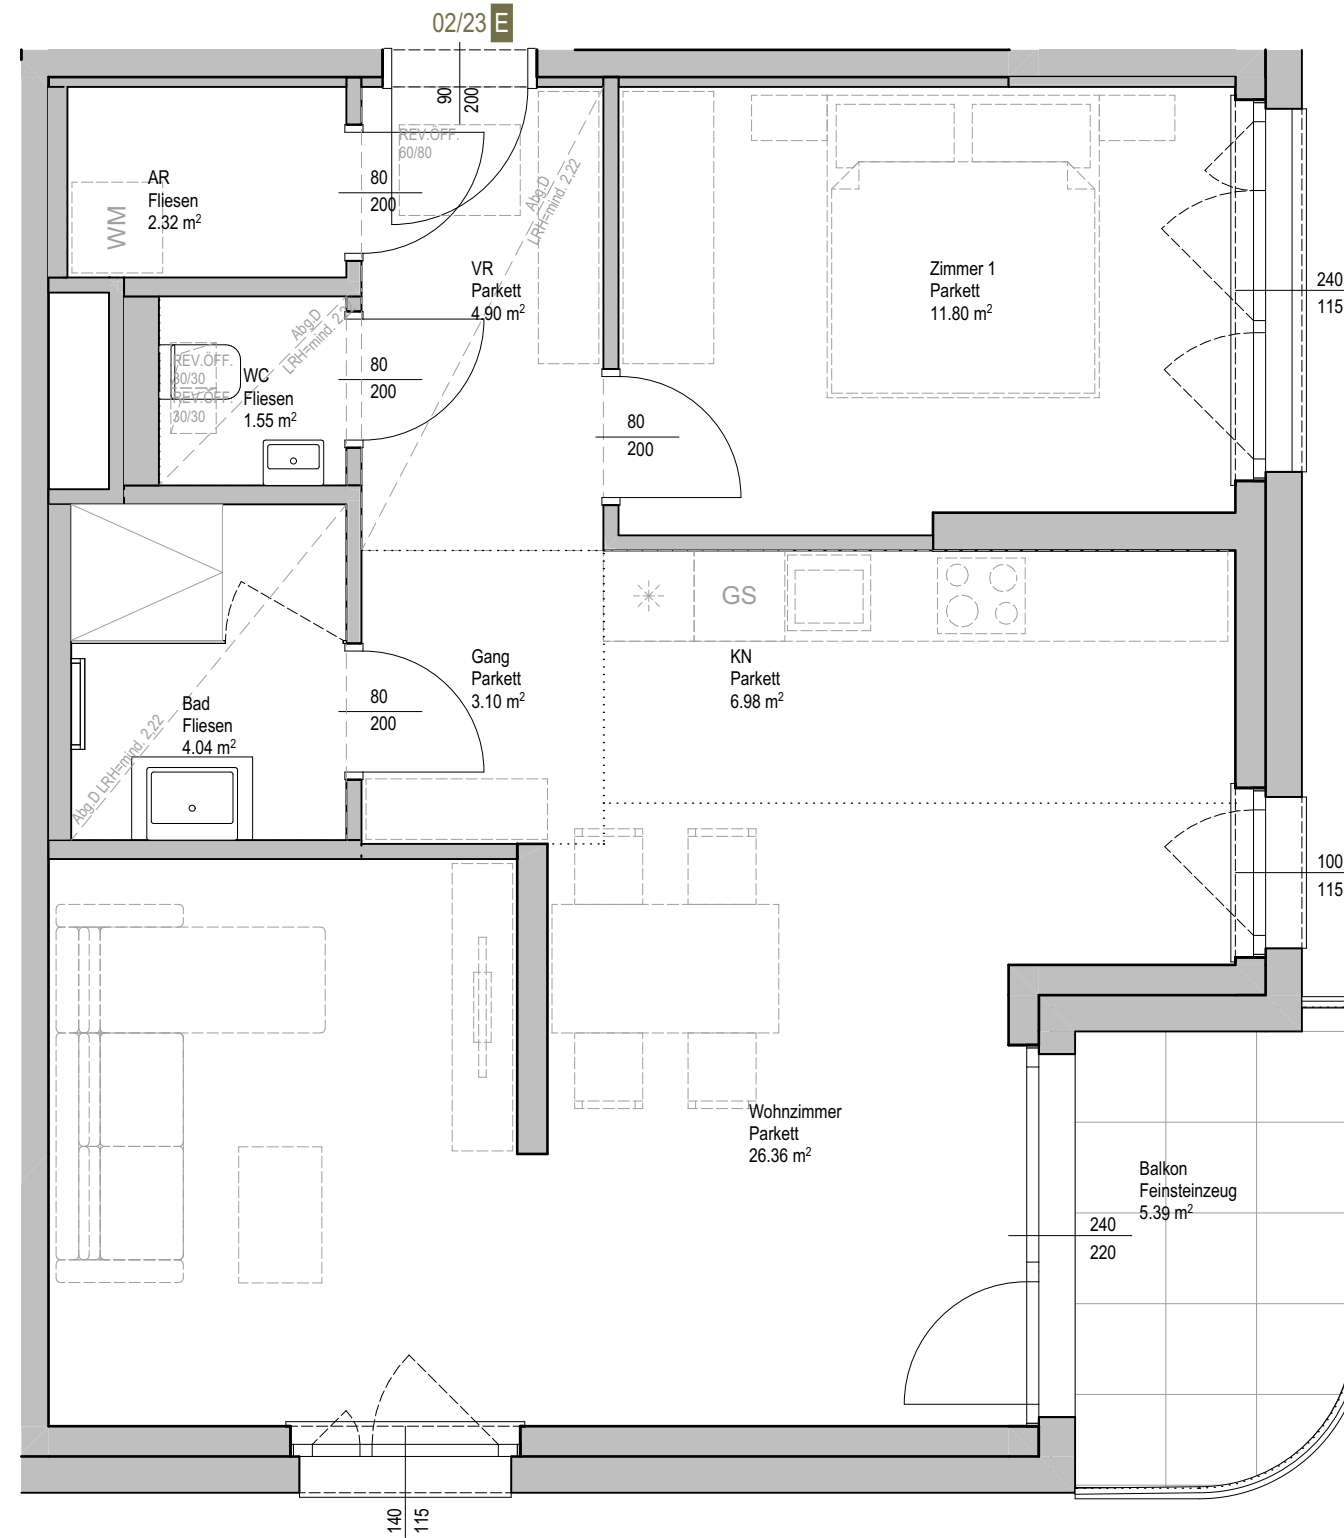 02/23 E
90
200
REV.ÖFF.
60/80
AR
Fliesen
2.32 m²
WM
80
200
Abg.D
LRH=mind. 2,22
VR
Parkett
4.90 m²
Zimmer 1
Parkett
11.80 m²
240
115
Abg.D
LRH=mind. 2,22
REV.ÖFF.
30/30
REV.ÖFF.
30/30
WC
Fliesen
1.55 m²
80
200
80
200
GS
Gang
Parkett
3.10 m²
KN
Parkett
6.98 m²
Bad
Fliesen
4.04 m²
80
200
Abg.D LRH=mind. 2,22
100
115
Wohnzimmer
Parkett
26.36 m²
Balkon
Feinsteinzeug
5.39 m²
240
220
140
115